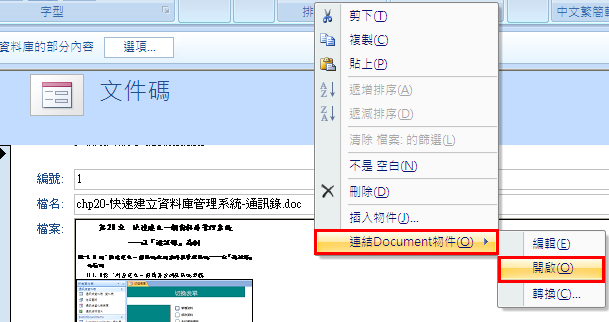 字型
中文繁簡轉
資料庫的部分內容
選項...
文件碼
編號:
1
檔名:
chp20-快速建立資料庫管理系統-通訊錄.doc
檔案:
切換表單
剪下(T)
複製(C)
貼上(P)
遞增排序(A)
遞減排序(D)
清除 檔案: 的篩選(L)
不是 空白(N)
刪除(D)
插入物件(J)...
連結Document物件(O)
編輯(E)
開啟(O)
轉換(C)...